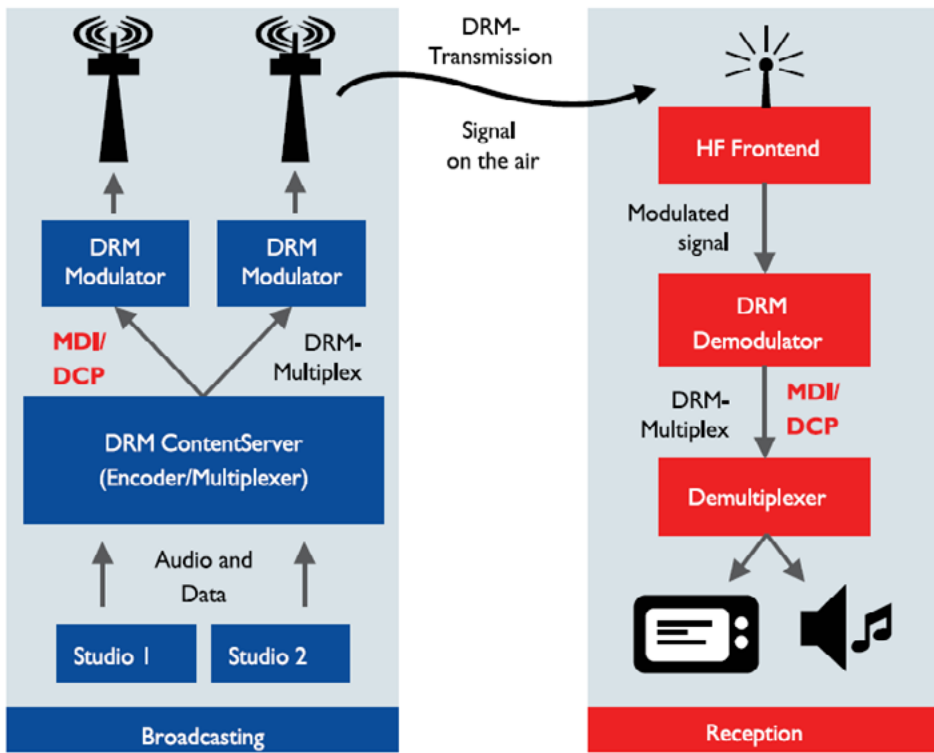 DRM-
Transmission
Signal
on the air
DRM
Modulator
DRM
Modulator
MDI/
DCP
DRM-
Multiplex
DRM ContentServer
(Encoder/Multiplexer)
Audio and
Data
Studio 1
Studio 2
Broadcasting
HF Frontend
Modulated
signal
DRM
Demodulator
DRM-
Multiplex
MDI/
DCP
Demultiplexer
Reception